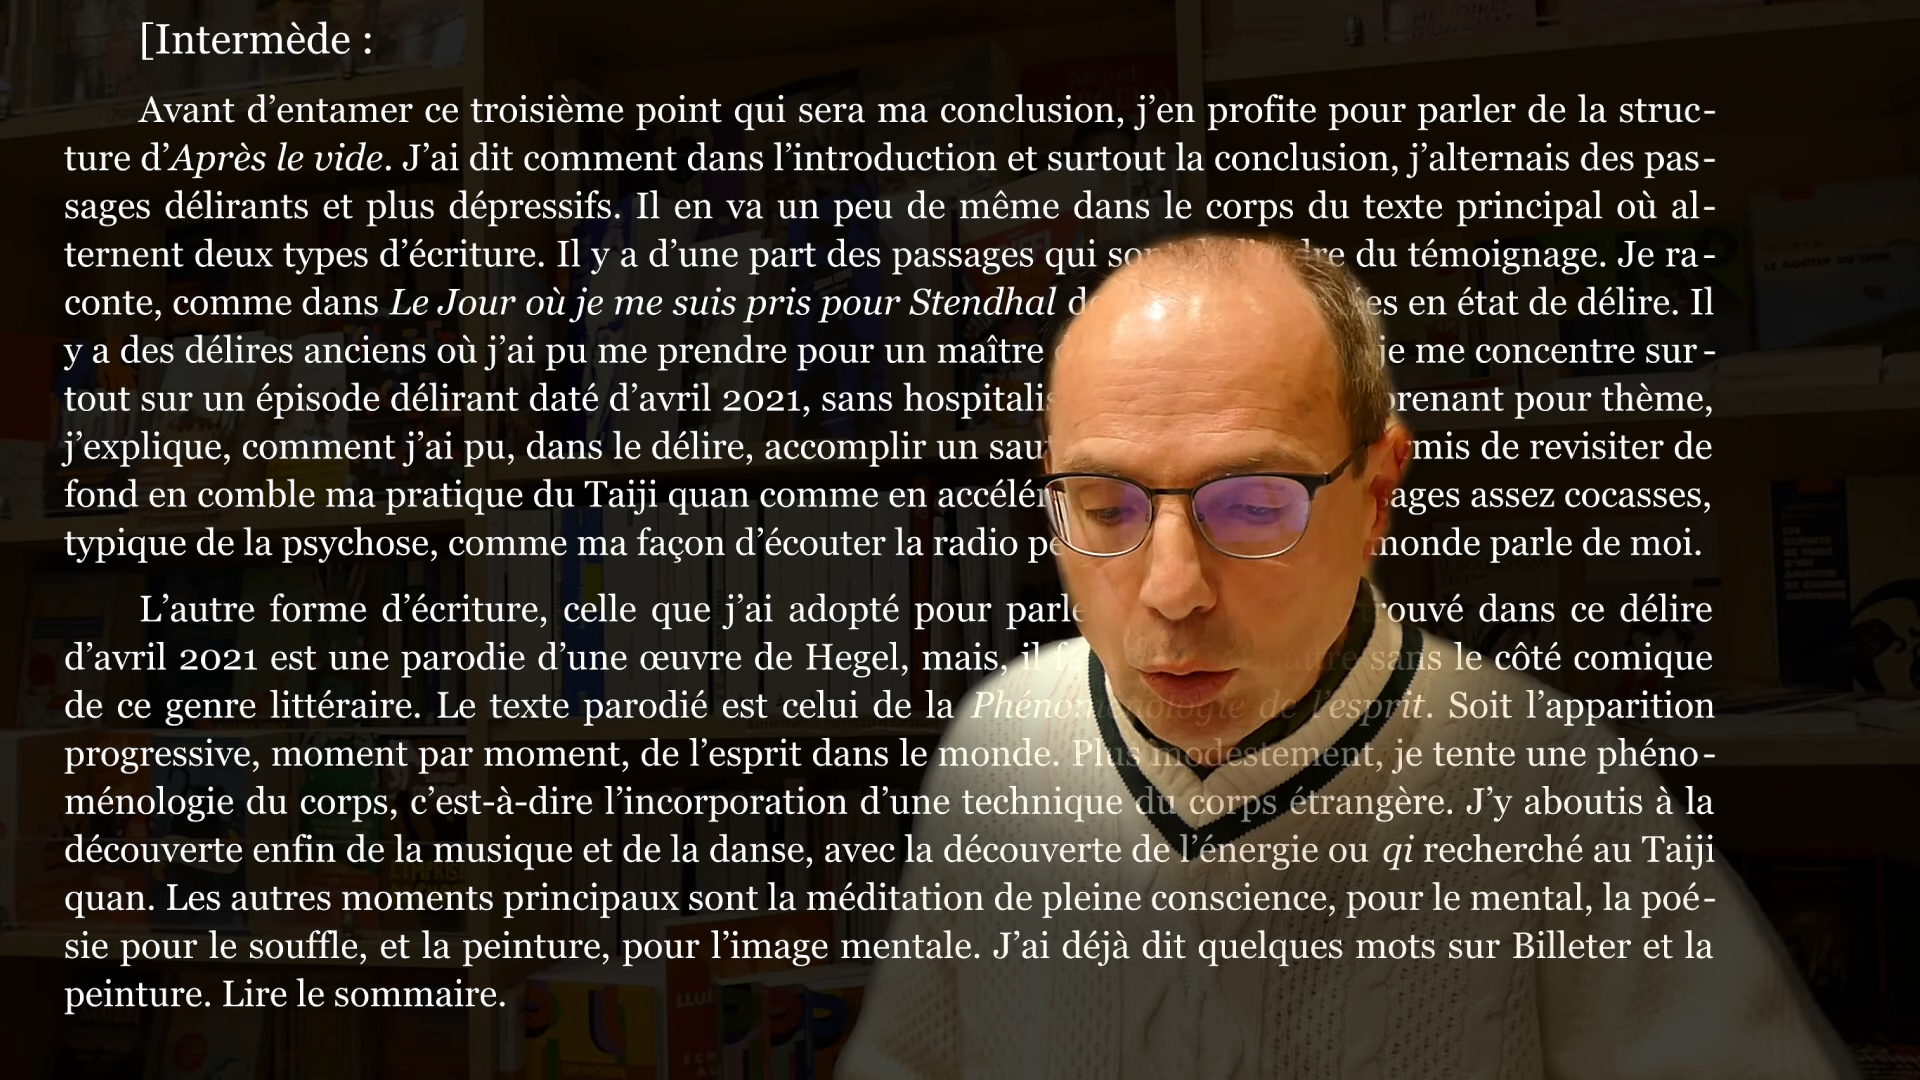 [Intermède :
Avant d’entamer ce troisième point qui sera ma conclusion, j’en profite pour parler de la struc-
ture d’Après le vide. J’ai dit comment dans l’introduction et surtout la conclusion, j’alternais des pas-
sages délirants et plus dépressifs. Il en va un peu de même dans le corps du texte principal où al-
ternent deux types d’écriture. Il y a d’une part des passages qui sont de l’ordre du témoignage. Je ra-
conte, comme dans Le Jour où je me suis pris pour Stendhal en état de délire. Il
y a des délires anciens où j’ai pu me prendre pour un maître je me concentre sur-
tout sur un épisode délirant daté d’avril 2021, sans prenant pour thème,
j’explique, comment j’ai pu, dans le délire, accomplir un de revisiter de
fond en comble ma pratique du Taiji quan comme en assez cocasses,
typique de la psychose, comme ma façon d’écouter la radio monde parle de moi.
L’autre forme d’écriture, celle que j’ai adopté pour dans ce délire
d’avril 2021 est une parodie d’une œuvre de Hegel, mais, il sans le côté comique
de ce genre littéraire. Le texte parodié est celui de la Phénoménologie de l’esprit. Soit l’apparition
progressive, moment par moment, de l’esprit dans le monde. Plus modestement, je tente une phéno-
ménologie du corps, c’est-à-dire l’incorporation d’une technique du corps étrangère. J’y aboutis à la
découverte enfin de la musique et de la danse, avec la découverte de l’énergie ou qi recherché au Taiji
quan. Les autres moments principaux sont la méditation de pleine conscience, pour le mental, la poé-
sie pour le souffle, et la peinture, pour l’image mentale. J’ai déjà dit quelques mots sur Billeter et la
peinture. Lire le sommaire.